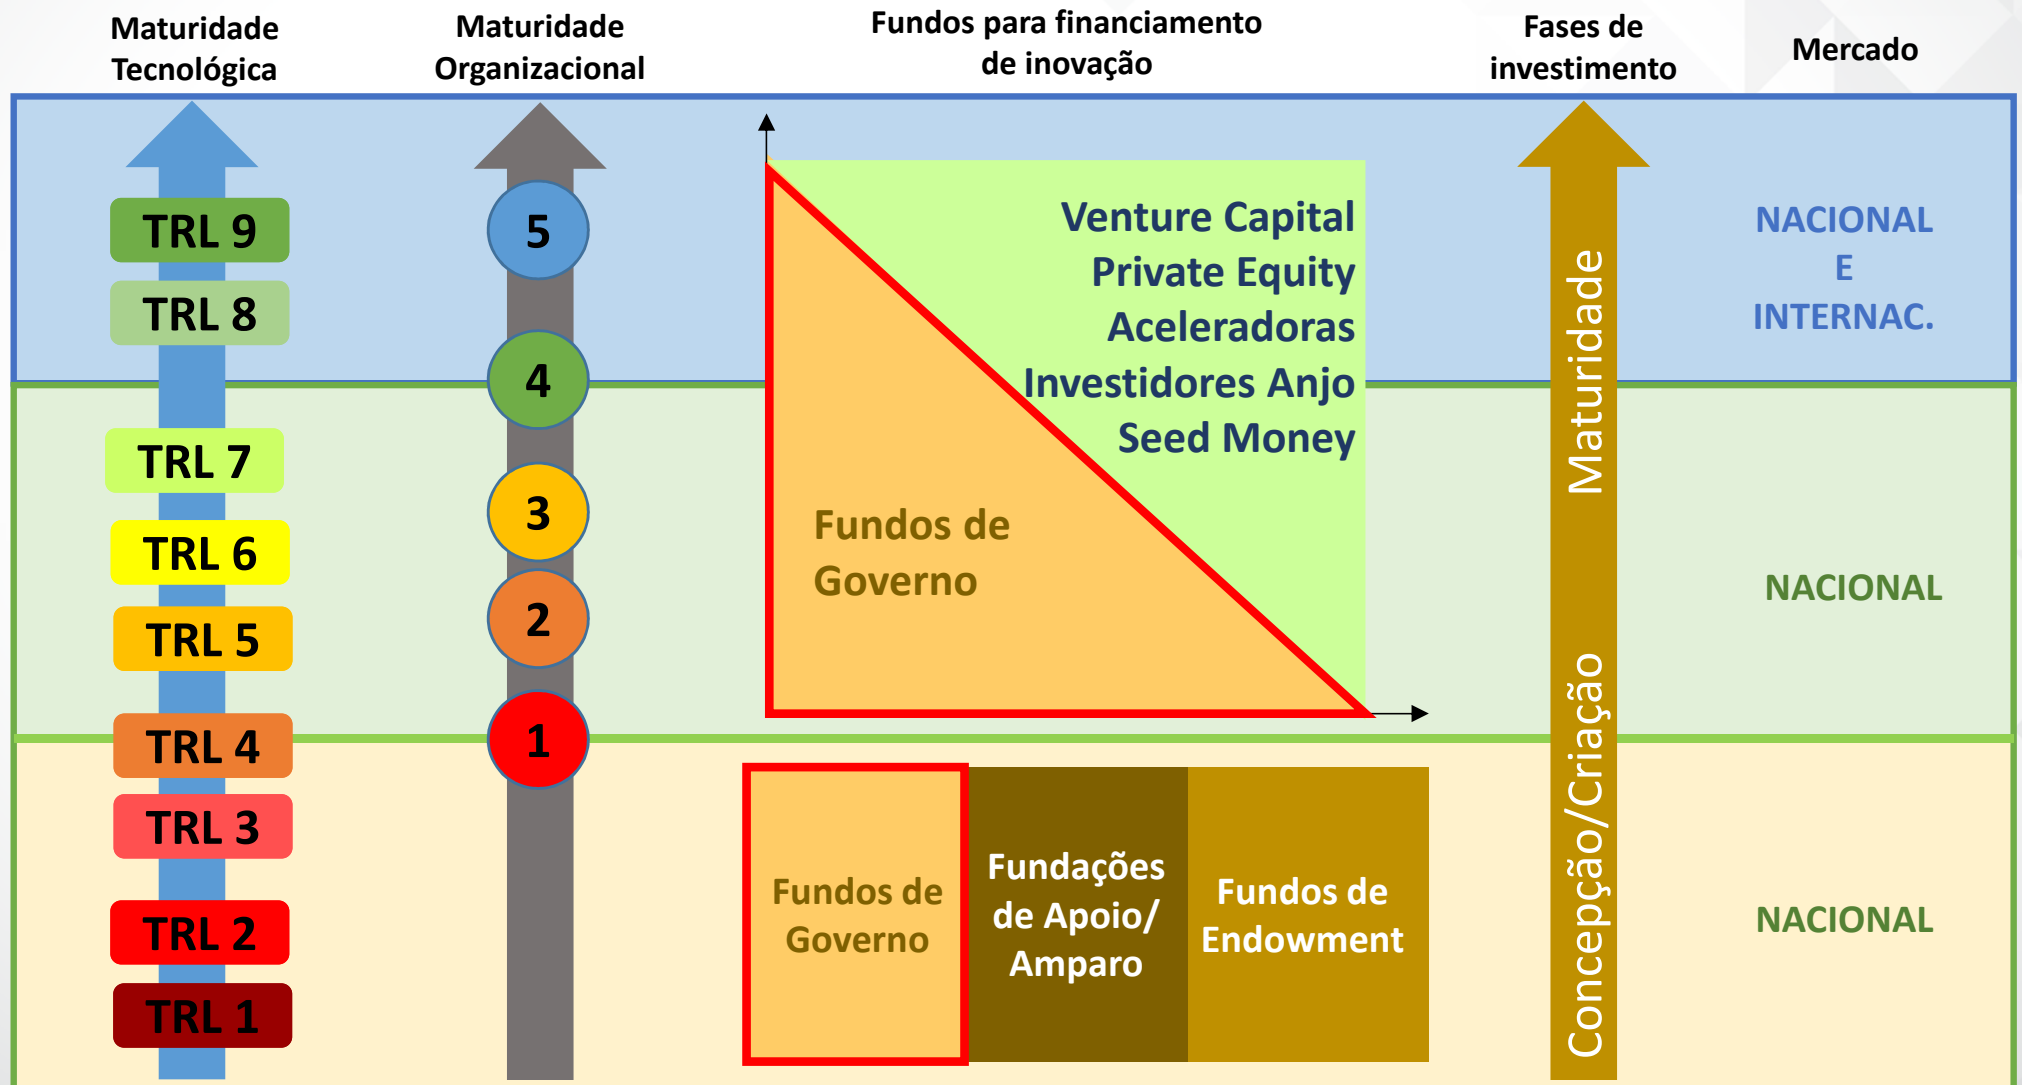 Maturidade
Tecnológica
Maturidade
Organizacional
Fundos para financiamento
de inovação
Fases de
investimento
Mercado
TRL 9
TRL 8
TRL 7
TRL 6
TRL 5
TRL 4
TRL 3
TRL 2
TRL 1
5
4
3
2
1
Venture Capital
Private Equity
Aceleradoras
Investidores Anjo
Seed Money
Fundos de
Governo
Fundos de
Governo
Fundações
de Apoio/
Amparo
Fundos de
Endowment
Maturidade
Concepção/Criação
NACIONAL
E
INTERNAC.
NACIONAL
NACIONAL